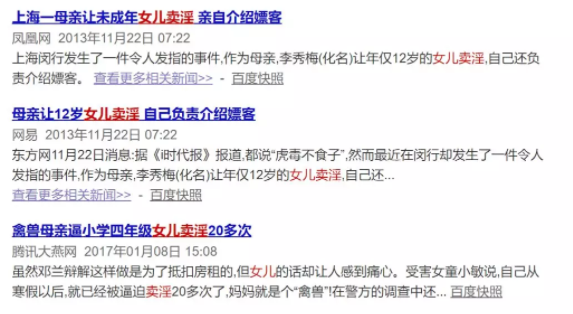 上海一母亲让未成年女儿卖淫 亲自介绍嫖客
凤凰网 2013年11月22日 07:22
上海闵行发生了一件令人发指的事件,作为母亲,李秀梅(化名)让年仅12岁的女儿卖淫,自己还负
责介绍嫖客。 查看更多相关新闻>> - 百度快照
母亲让12岁女儿卖淫 自己负责介绍嫖客
网易 2013年11月22日 07:22
东方网11月22日消息:据《i时代报》报道,都说“虎毒不食子”,然而最近在闵行却发生了一件令人
发指的事件,作为母亲,李秀梅(化名)让年仅12岁的女儿卖淫,自己还...
查看更多相关新闻>> - 百度快照
禽兽母亲逼小学四年级女儿卖淫20多次
腾讯大燕网 2017年01月08日 15:08
虽然邓兰辩解这样做是为了抵扣房租的,但女儿的话却让人感到痛心。受害女童小敏说,自己从
寒假以后,就已经被逼迫卖淫20多次了,妈妈就是个“禽兽”!在警方的调查中还... 百度快照